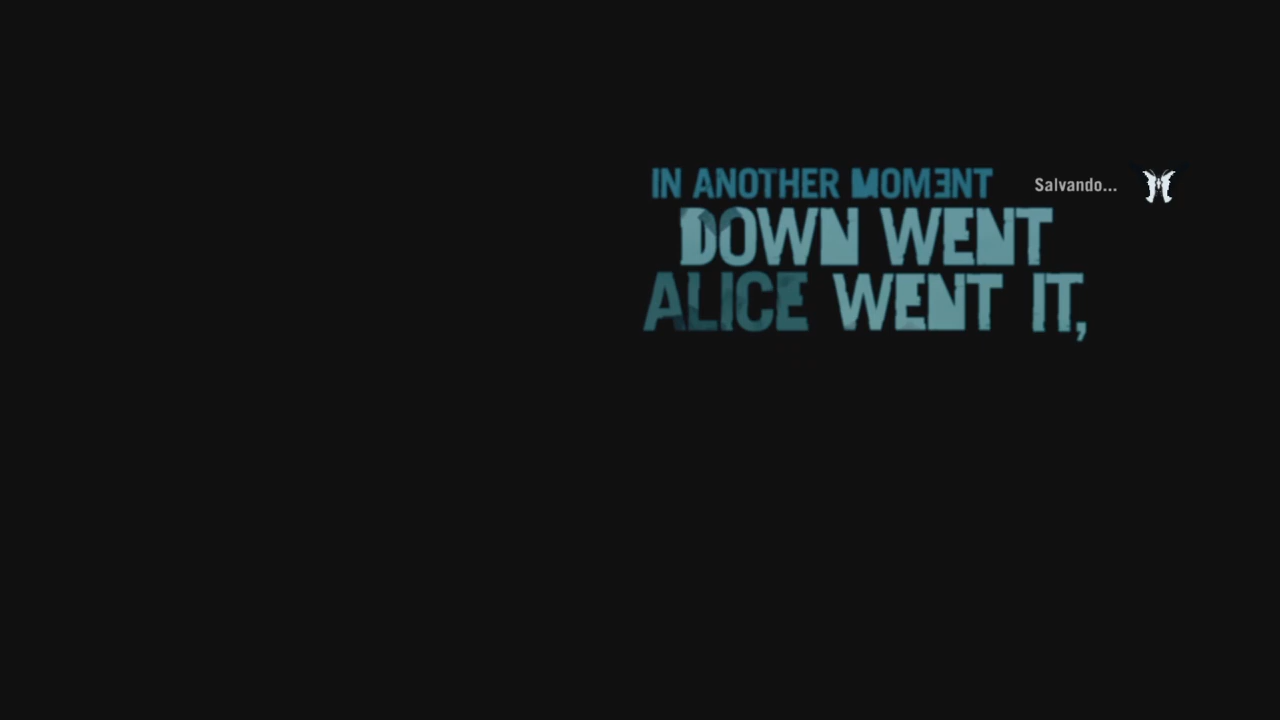 IN ANOTHER MOMENT
Salvando...
DOWN WENT
ALICE WENT IT,